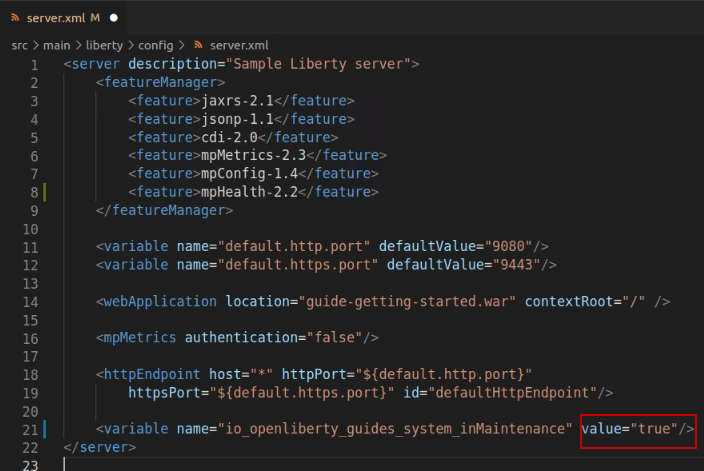 server.xml M
src > main > liberty > config > server.xml
1 <server description="Sample Liberty server">
2 <featureManager>
3 <feature>jaxrs-2.1</feature>
4 <feature>jsonp-1.1</feature>
5 <feature>cdi-2.0</feature>
6 <feature>mpMetrics-2.3</feature>
7 <feature>mpConfig-1.4</feature>
8 <feature>mpHealth-2.2</feature>
9 </featureManager>
10
11 <variable name="default.http.port" defaultValue="9080"/>
12 <variable name="default.https.port" defaultValue="9443"/>
13
14 <webApplication location="guide-getting-started.war" contextRoot="/" />
15
16 <mpMetrics authentication="false"/>
17
18 <httpEndpoint host="*" httpPort="${default.http.port}"
19 httpsPort="${default.https.port}" id="defaultHttpEndpoint"/>
20
21 <variable name="io_openliberty_guides_system_inMaintenance" value="true"/>
22 </server>
23